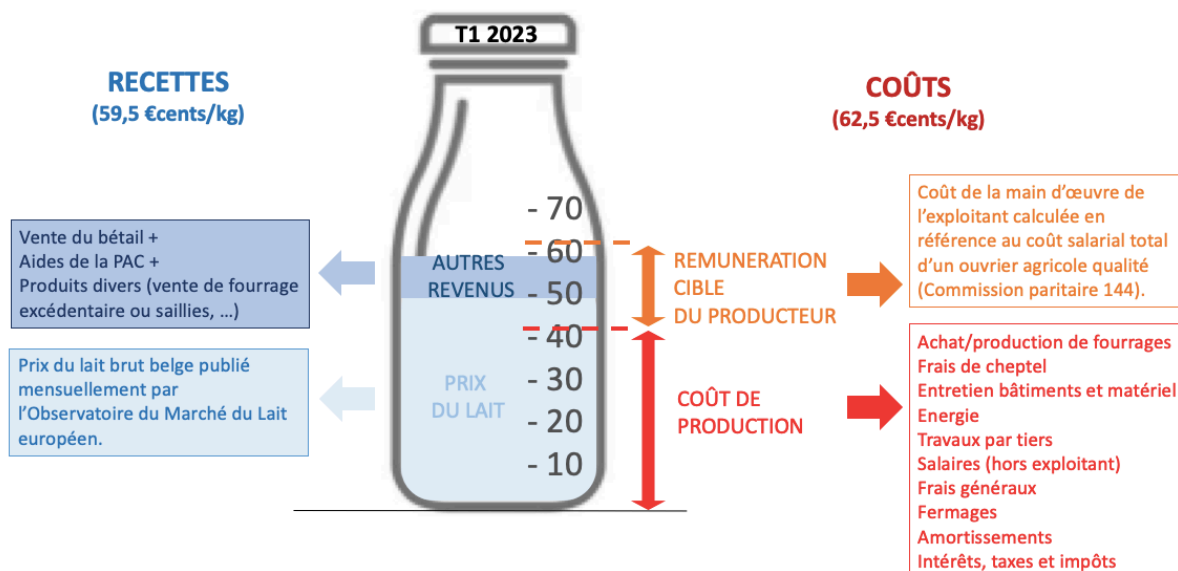 T1 2023
RECETTES
(59,5 €cents/kg)
COÛTS
(62,5 €cents/kg)
Vente du bétail +
Aides de la PAC +
Produits divers (vente de fourrage
excédentaire ou saillies, …)
Prix du lait brut belge publié
mensuellement par
l’Observatoire du Marché du Lait
européen.
AUTRES
REVENUS
PRIX
DU LAIT
- 70
- 60
- 50
- 40
- 30
- 20
- 10
REMUNERATION
CIBLE
DU PRODUCTEUR
COÛT DE
PRODUCTION
Coût de la main d’œuvre de
l’exploitant calculée en
référence au coût salarial total
d’un ouvrier agricole qualité
(Commission paritaire 144).
Achat/production de fourrages
Frais de cheptel
Entretien bâtiments et matériel
Energie
Travaux par tiers
Salaires (hors exploitant)
Frais généraux
Fermages
Amortissements
Intérêts, taxes et impôts